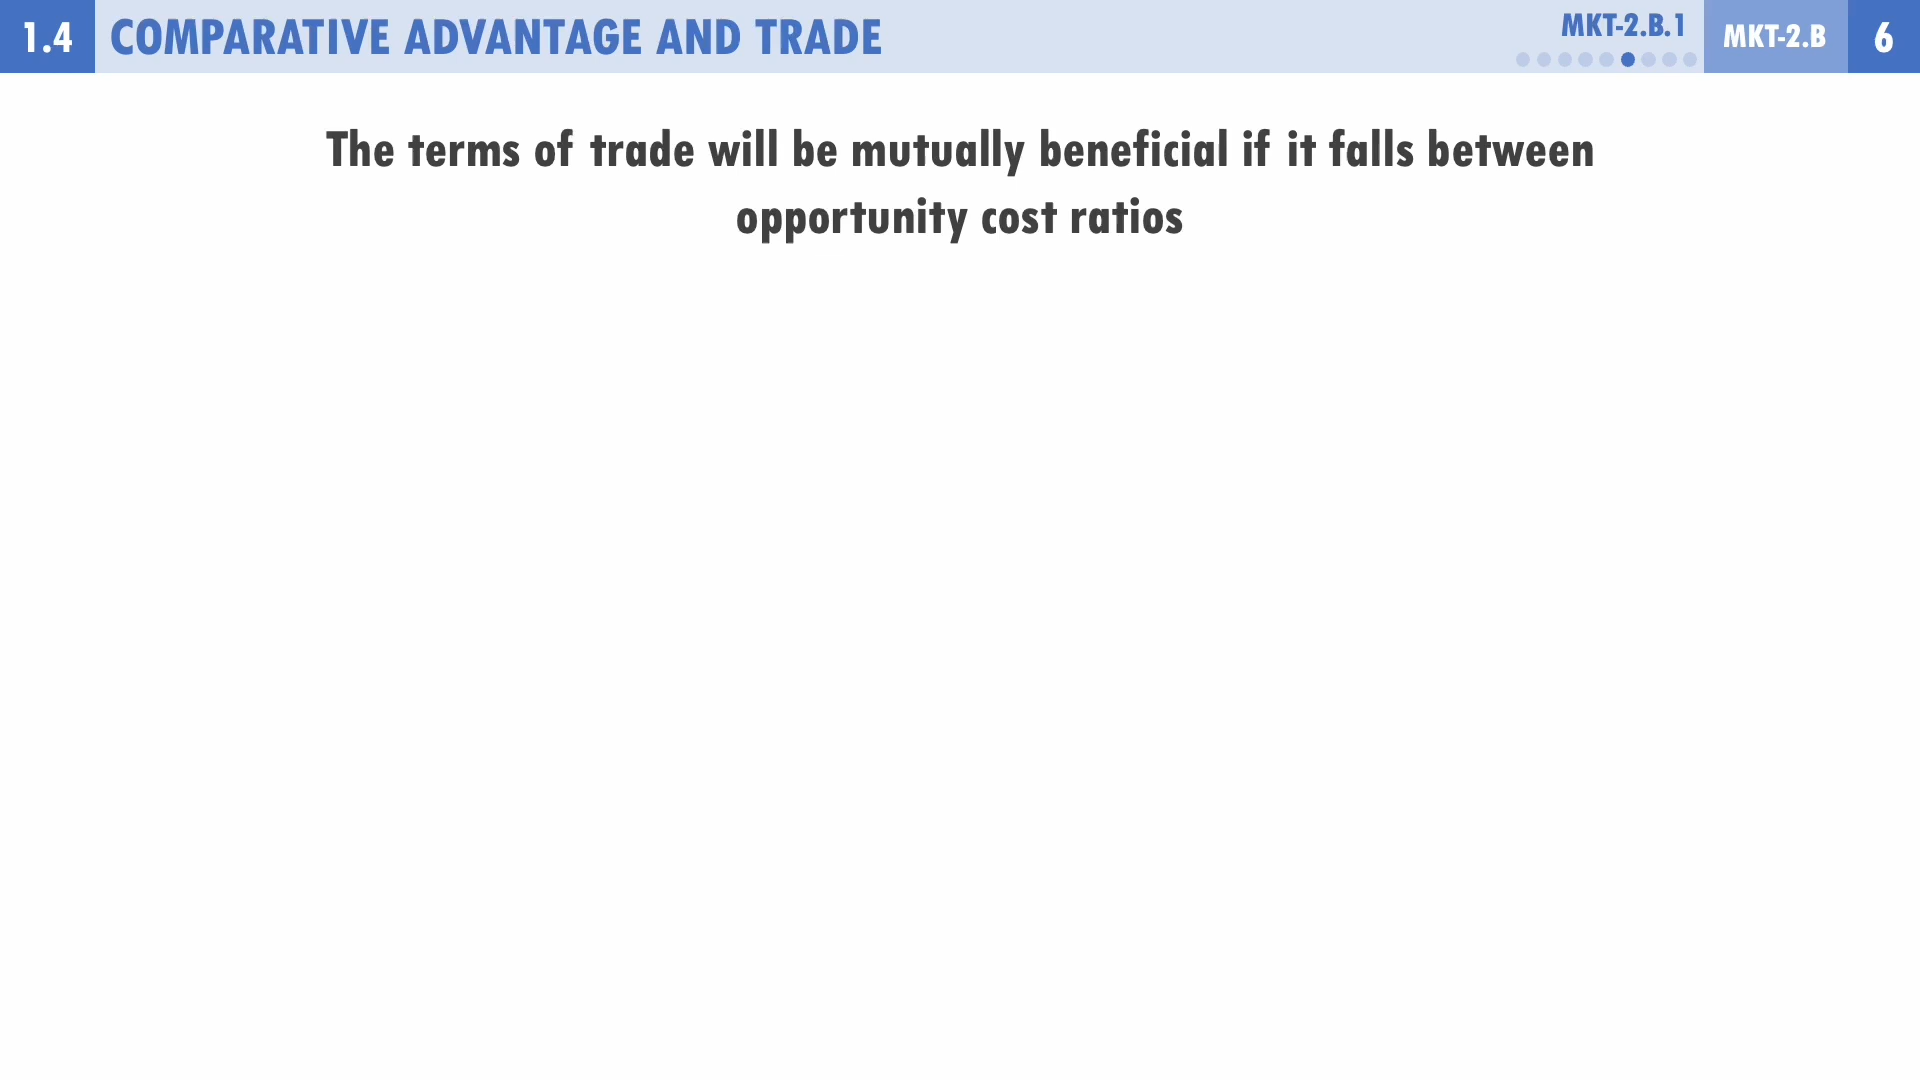 1.4
COMPARATIVE ADVANTAGE AND TRADE
MKT-2.B.1
MKT-2.B
6
The terms of trade will be mutually beneficial if it falls between
opportunity cost ratios